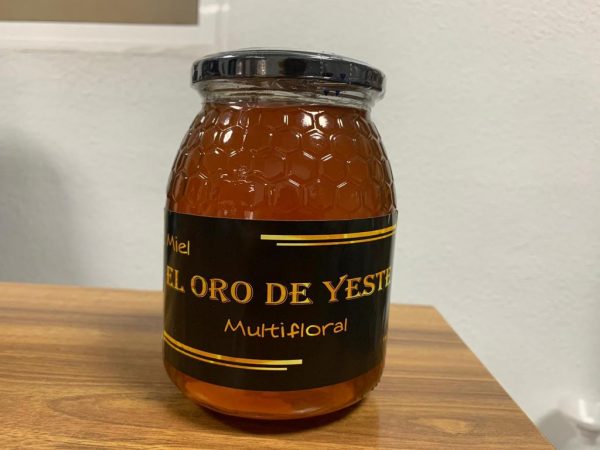 Miel
EL ORO DE YESTE
Multifloral